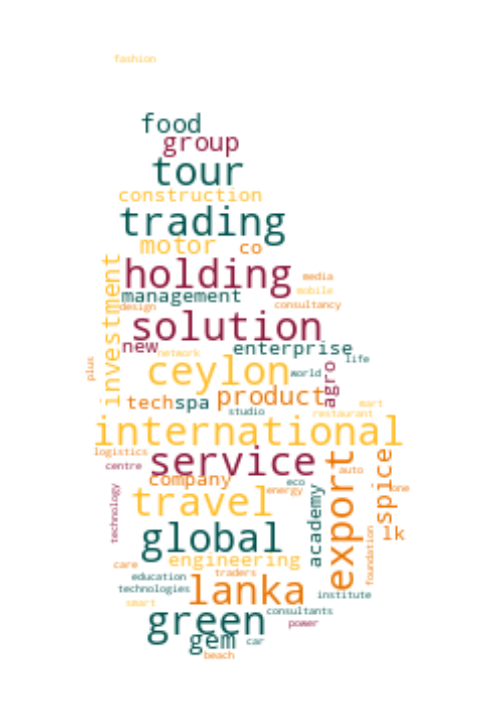 fashion
food
group
tour
construction
trading
motor co
holding media
investment
management mobile
design consultancy
solution
new enterprise
network life
plus
ceylon world
agro
product
tech spa mart
studio restaurant
international
logistics
service
centre auto
company eco
energy
export
spice
one
technology
travel
academy
lk
global
foundation
engineering
care
education traders
technologies
lanka institute
smart
consultants
green power
gem car
beach